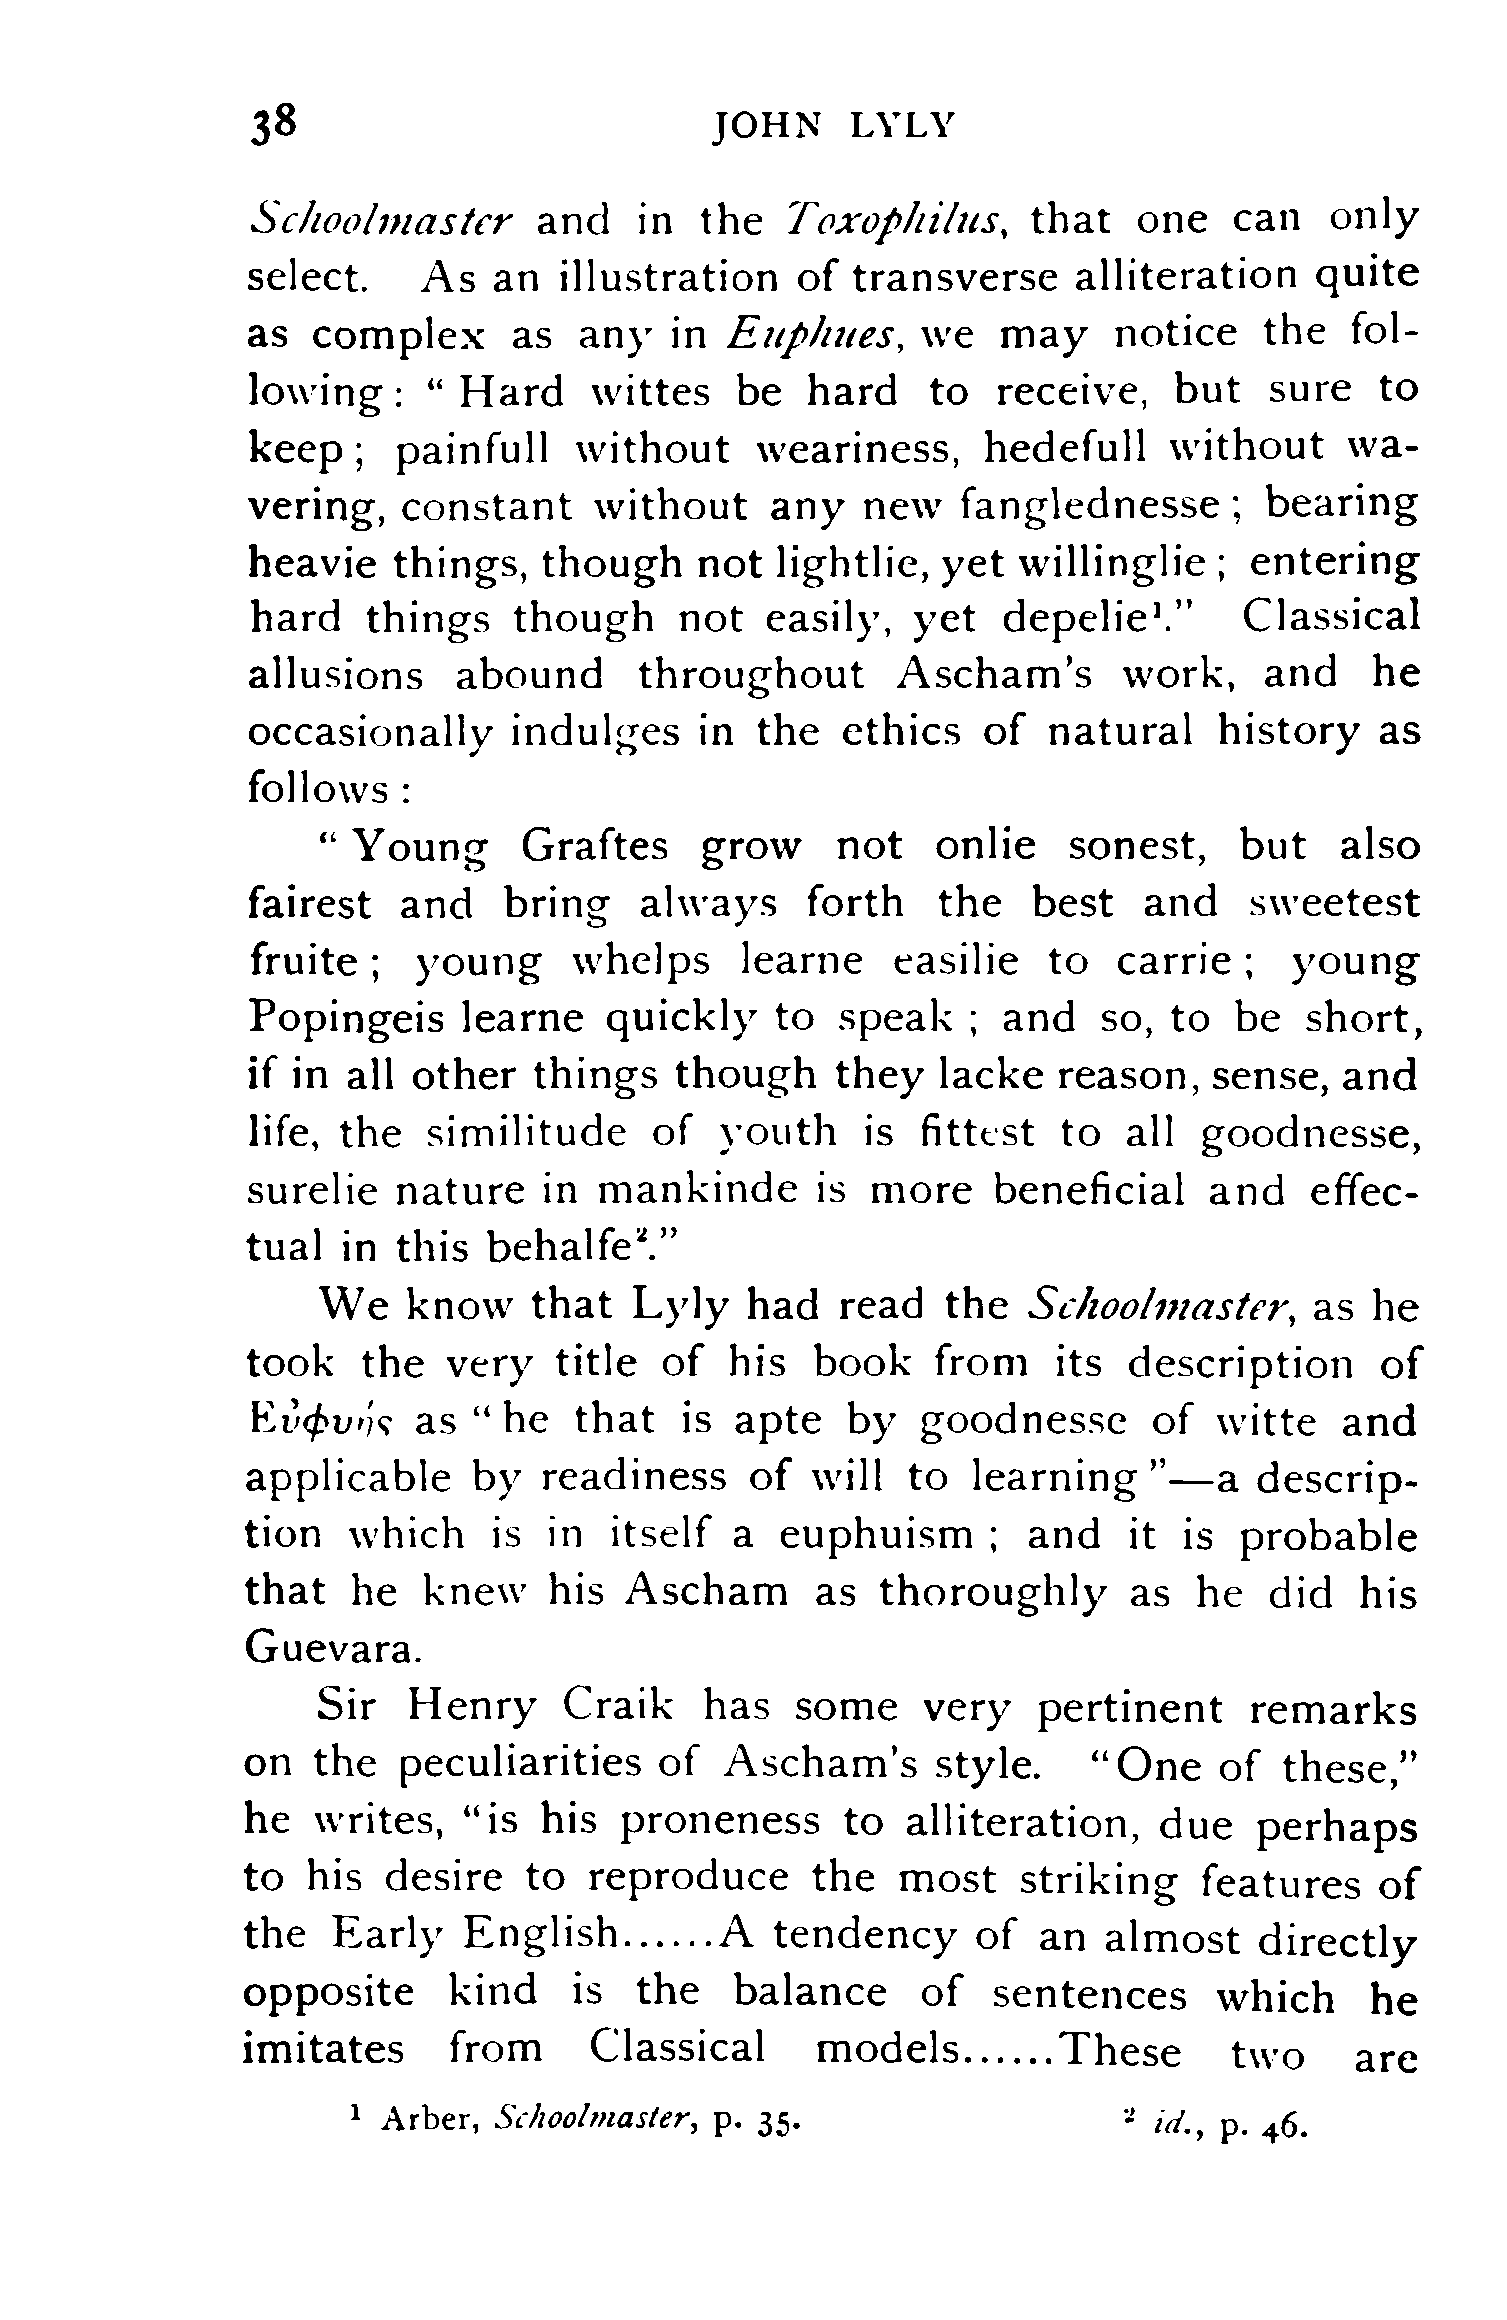 38 JOHN LYLY
Schoolmaster and in the Toxophilus, that one can only
select. As an illustration of transverse alliteration quite
as complex as any in Euphues, we may notice the fol-
lowing : “ Hard wittes be hard to receive, but sure to
keep ; painfull without weariness, hedefull without wa-
vering, constant without any new fanglednesse ; bearing
heavie things, though not lightlie, yet willinglie ; entering
hard things though not easily, yet depelie¹.” Classical
allusions abound throughout Ascham’s work, and he
occasionally indulges in the ethics of natural history as
follows :
“ Young Graftes grow not onlie sonest, but also
fairest and bring always forth the best and sweetest
fruite ; young whelps learne easilie to carrie ; young
Popingeis learne quickly to speak ; and so, to be short,
if in all other things though they lacke reason, sense, and
life, the similitude of youth is fittest to all goodnesse,
surelie nature in mankinde is more beneficial and effec-
tual in this behalfe².”
We know that Lyly had read the Schoolmaster, as he
took the very title of his book from its description of
Εὐφυής as “ he that is apte by goodnesse of witte and
applicable by readiness of will to learning ”—a descrip-
tion which is in itself a euphuism ; and it is probable
that he knew his Ascham as thoroughly as he did his
Guevara.
Sir Henry Craik has some very pertinent remarks
on the peculiarities of Ascham’s style. “One of these,”
he writes, “is his proneness to alliteration, due perhaps
to his desire to reproduce the most striking features of
the Early English......A tendency of an almost directly
opposite kind is the balance of sentences which he
imitates from Classical models......These two are
¹ Arber, Schoolmaster, p. 35. ² id., p. 46.